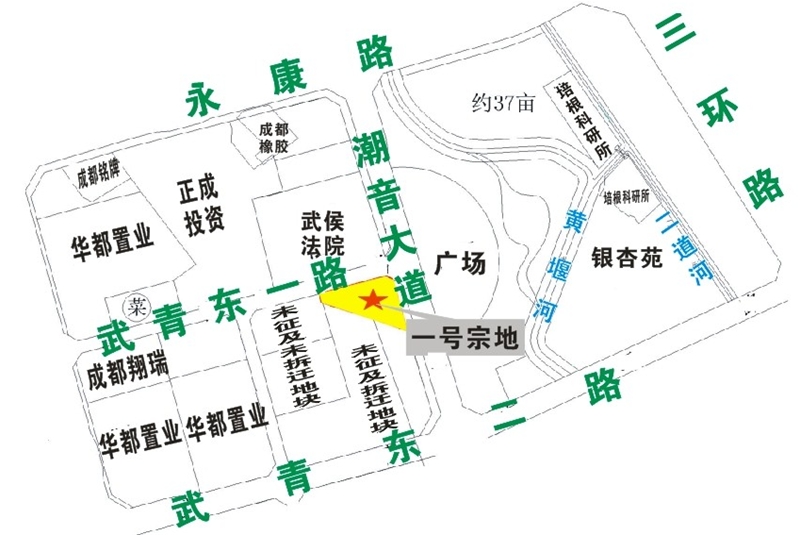 永康路
三环路
约37亩
培根科研所
成都
橡胶
潮音大道
成都铭牌
正成
投资
培根科研所
武侯
法院
华都置业
黄堰河
二道河
广场
银杏苑
菜
武青东一路
未征及未拆迁地块
未征及拆迁地块
一号宗地
成都翔瑞
华都置业
华都置业
武青东二路